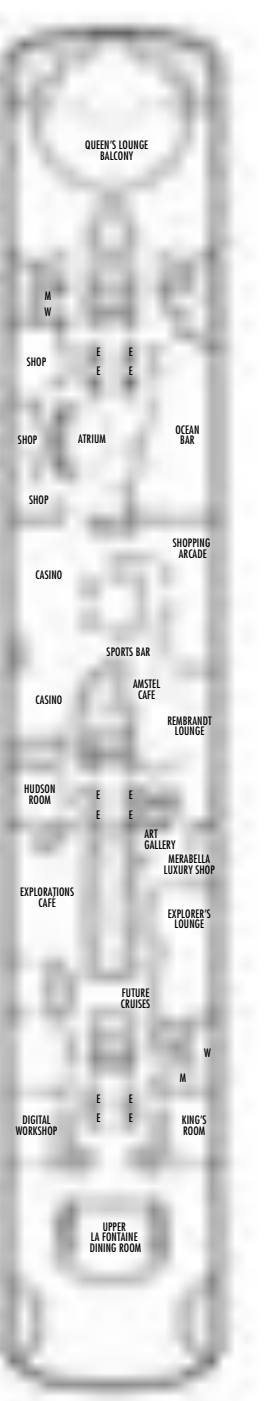 QUEEN'S LOUNGE
BALCONY
M
W
SHOP
E E
E E
SHOP
ATRIUM
OCEAN
BAR
SHOP
SHOPPING
ARCADE
CASINO
SPORTS BAR
AMSTEL
CAFE
CASINO
REMBRANDT
LOUNGE
HUDSON
ROOM
E E
E E
ART
GALLERY
MERABELLA
LUXURY SHOP
EXPLORATIONS
CAFÉ
EXPLORER'S
LOUNGE
FUTURE
CRUISES
W
M
E E
E E
DIGITAL
WORKSHOP
KING'S
ROOM
UPPER
LA FONTAINE
DINING ROOM